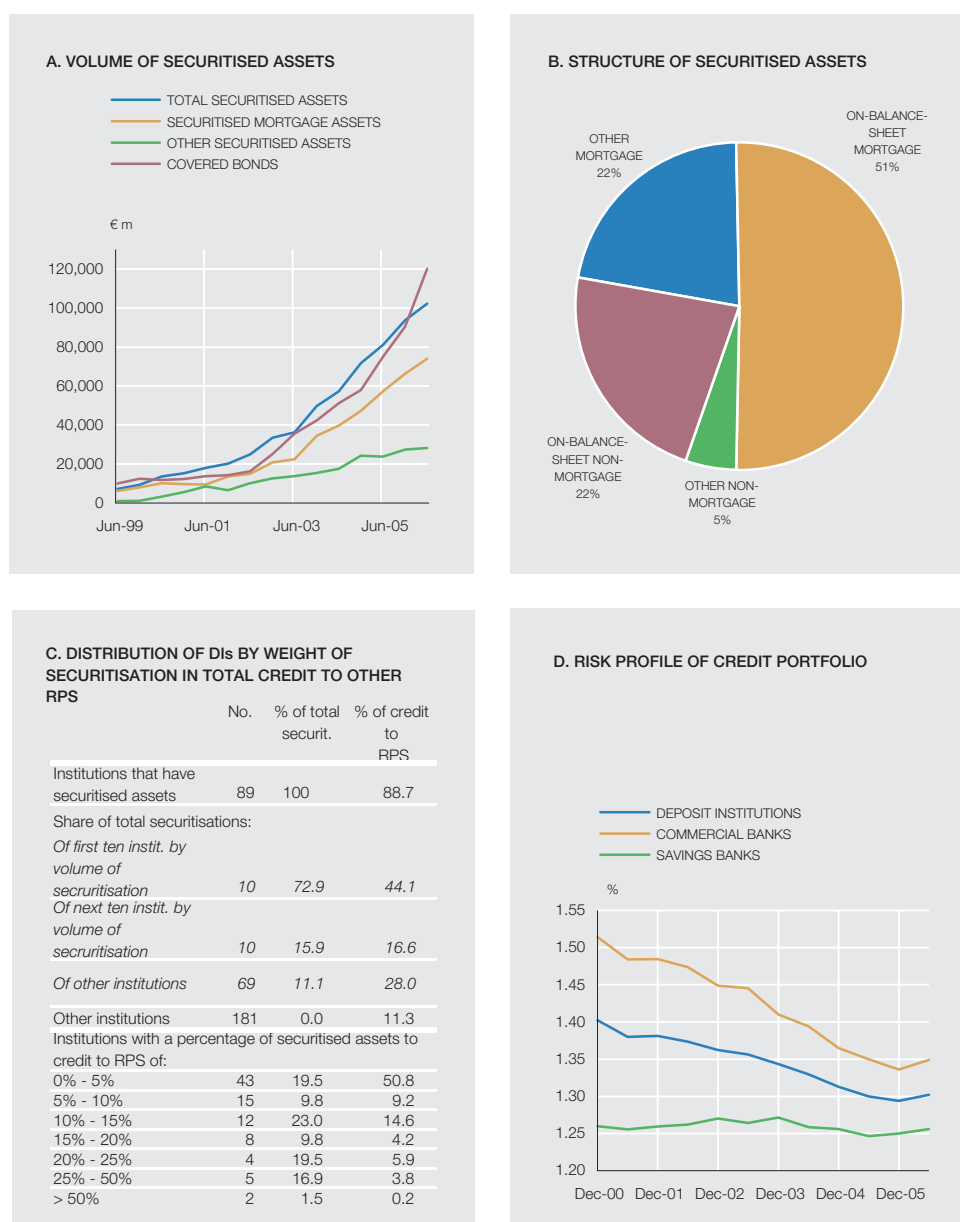 A. VOLUME OF SECURITISED ASSETS
TOTAL SECURITISED ASSETS
SECURITISED MORTGAGE ASSETS
OTHER SECURITISED ASSETS
COVERED BONDS
€ m
120,000
100,000
80,000
60,000
40,000
20,000
0
Jun-99 Jun-01 Jun-03 Jun-05
B. STRUCTURE OF SECURITISED ASSETS
ON-BALANCE-
SHEET
MORTGAGE
51%
OTHER
MORTGAGE
22%
ON-BALANCE-
SHEET NON-
MORTGAGE
22%
OTHER NON-
MORTGAGE
5%
C. DISTRIBUTION OF DIs BY WEIGHT OF
SECURITISATION IN TOTAL CREDIT TO OTHER
RPS
No. % of total % of credit
securit. to
RPS
Institutions that have
securitised assets 89 100 88.7
Share of total securitisations:
Of first ten instit. by
volume of
secruritisation 10 72.9 44.1
Of next ten instit. by
volume of
secruritisation 10 15.9 16.6
Of other institutions 69 11.1 28.0
Other institutions 181 0.0 11.3
Institutions with a percentage of securitised assets to
credit to RPS of:
0% - 5% 43 19.5 50.8
5% - 10% 15 9.8 9.2
10% - 15% 12 23.0 14.6
15% - 20% 8 9.8 4.2
20% - 25% 4 19.5 5.9
25% - 50% 5 16.9 3.8
> 50% 2 1.5 0.2
D. RISK PROFILE OF CREDIT PORTFOLIO
DEPOSIT INSTITUTIONS
COMMERCIAL BANKS
SAVINGS BANKS
%
1.55
1.50
1.45
1.40
1.35
1.30
1.25
1.20
Dec-00 Dec-01 Dec-02 Dec-03 Dec-04 Dec-05